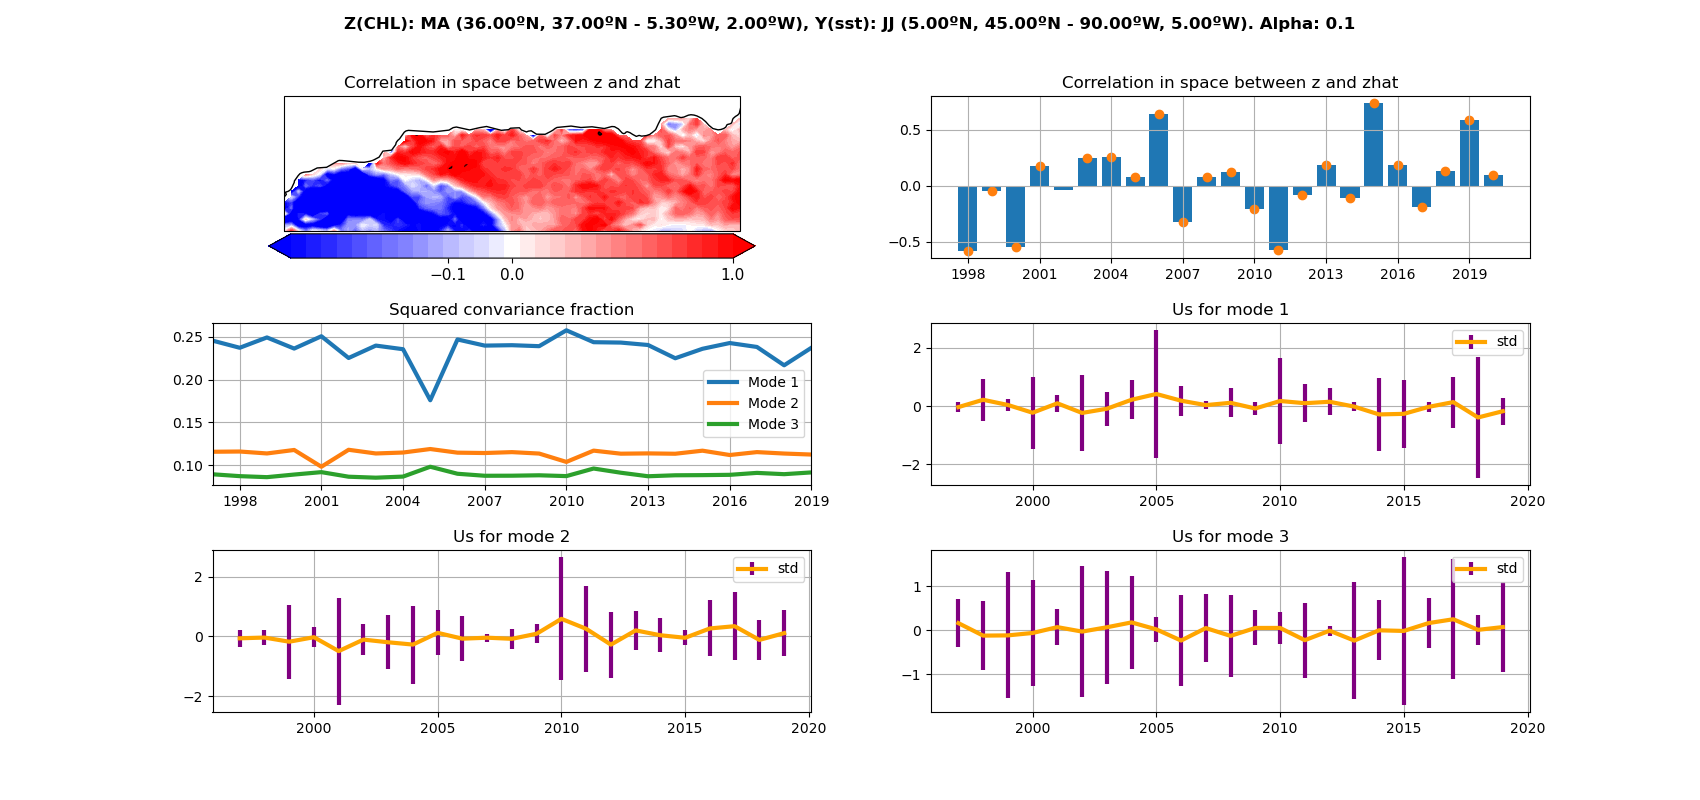 Z(CHL): MA (36.00ºN, 37.00ºN - 5.30ºW, 2.00ºW), Y(sst): JJ (5.00ºN, 45.00ºN - 90.00ºW, 5.00ºW). Alpha: 0.1
Correlation in space between z and zhat
−0.1 0.0 1.0
Correlation in space between z and zhat
0.5
0.0
−0.5
1998 2001 2004 2007 2010 2013 2016 2019
Squared convariance fraction
0.25
0.20
0.15
0.10
Mode 1
Mode 2
Mode 3
1998 2001 2004 2007 2010 2013 2016 2019
Us for mode 1
2
0
−2
std
2000 2005 2010 2015 2020
Us for mode 2
2
0
−2
std
2000 2005 2010 2015 2020
Us for mode 3
1
0
−1
std
2000 2005 2010 2015 2020